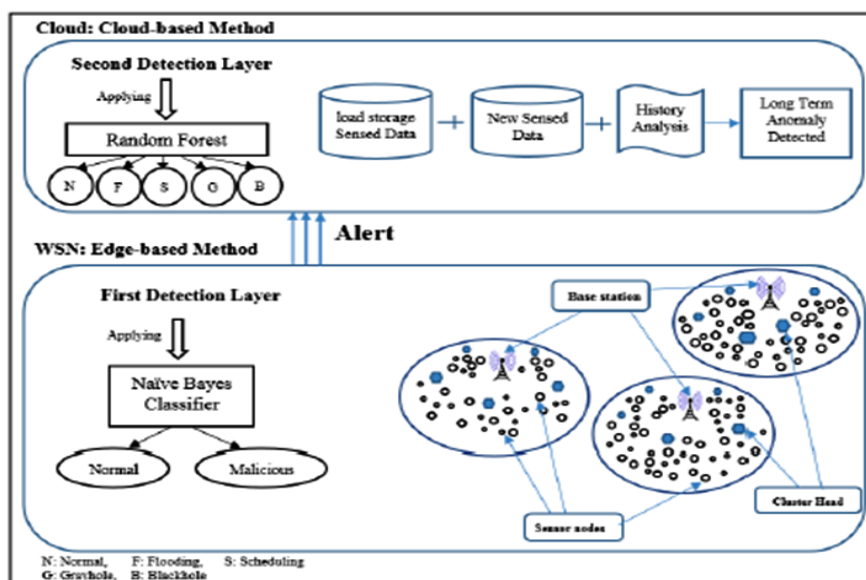 Cloud: Cloud-based Method
Second Detection Layer
Applying
Random Forest
N
F
S
G
B
load storage
Sensed Data
+
New Sensed
Data
+
History
Analysis
Long Term
Anomaly
Detected
Alert
WSN: Edge-based Method
First Detection Layer
Applying
Naïve Bayes
Classifier
Normal
Malicious
Base station
Sensor nodes
Cluster Head
N: Normal, F: Flooding, S: Scheduling
G: Grayhole, B: Blackhole